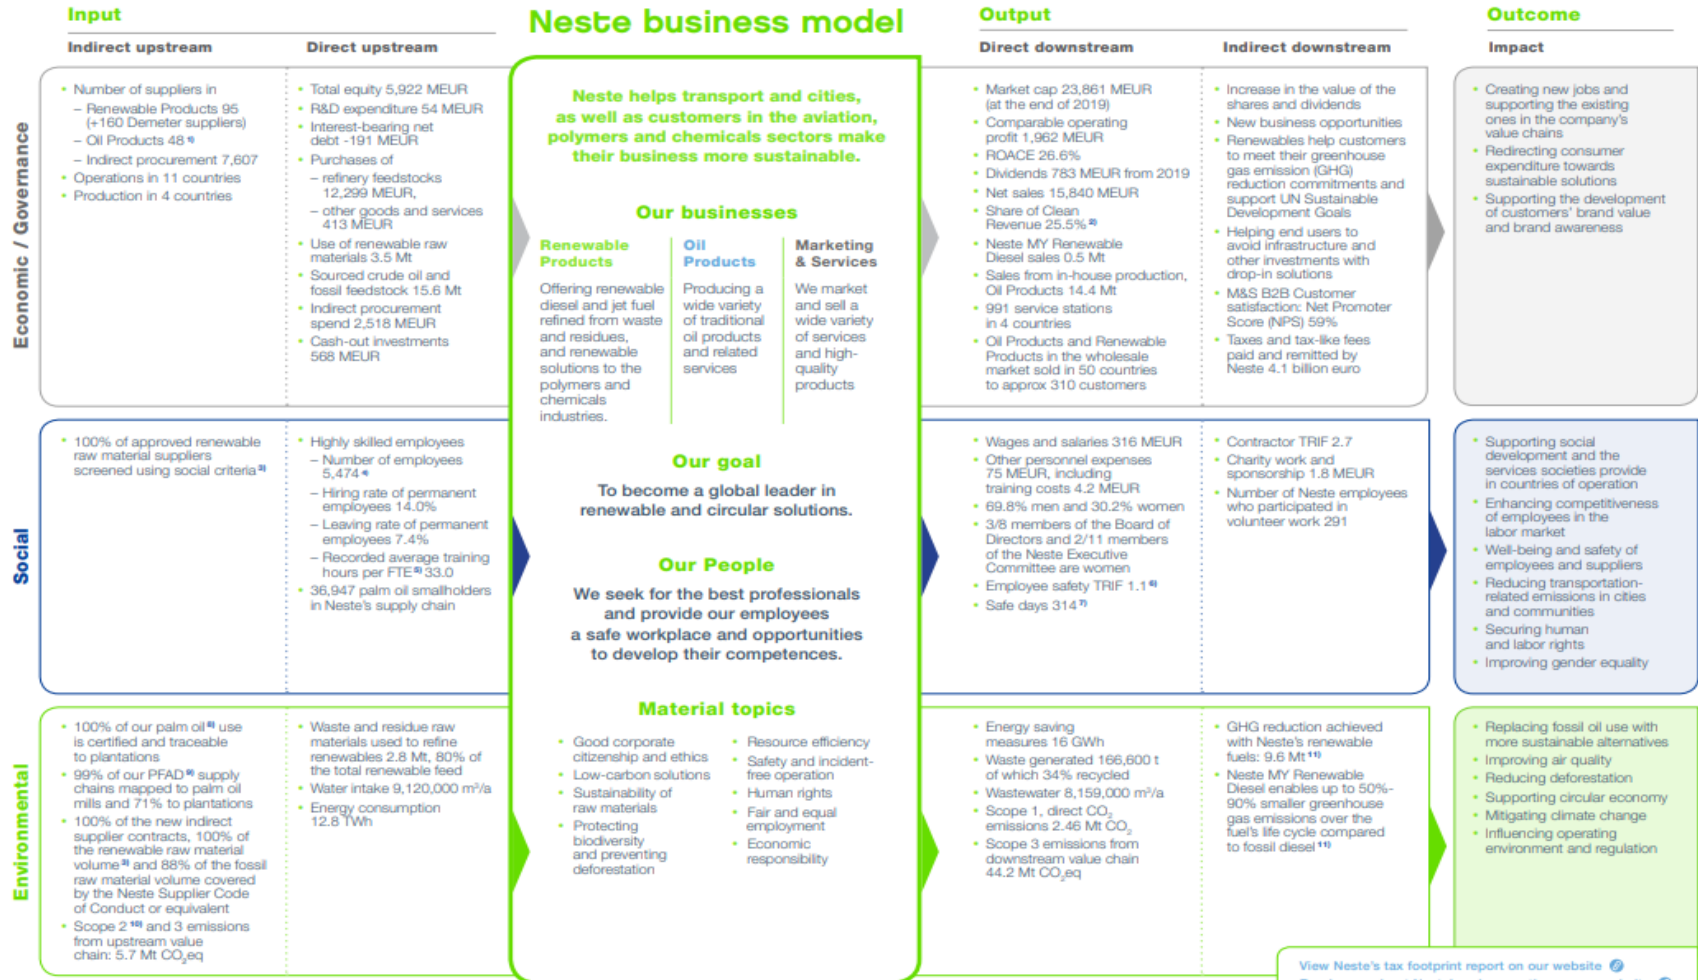 Neste business model
Input
Indirect upstream
Direct upstream
Output
Direct downstream
Indirect downstream
Outcome
Impact
Economic / Governance
• Number of suppliers in
– Renewable Products 95
(+160 Demeter suppliers)
– Oil Products 48 1)
– Indirect procurement 7,607
• Operations in 11 countries
• Production in 4 countries
• Total equity 5,922 MEUR
• R&D expenditure 54 MEUR
• Interest-bearing net
debt -191 MEUR
• Purchases of
– refinery feedstocks
12,299 MEUR,
– other goods and services
413 MEUR
• Use of renewable raw
materials 3.5 Mt
• Sourced crude oil and
fossil feedstock 15.6 Mt
• Indirect procurement
spend 2,518 MEUR
• Cash-out investments
568 MEUR
Neste helps transport and cities,
as well as customers in the aviation,
polymers and chemicals sectors make
their business more sustainable.
Our businesses
Renewable
Products
Offering renewable
diesel and jet fuel
refined from waste
and residues,
and renewable
solutions to the
polymers and
chemicals
industries.
Oil
Products
Producing a
wide variety
of traditional
oil products
and related
services
Marketing
& Services
We market
and sell a
wide variety
of services
and high-
quality
products
• Market cap 23,861 MEUR
(at the end of 2019)
• Comparable operating
profit 1,962 MEUR
• ROACE 26.6%
• Dividends 783 MEUR from 2019
• Net sales 15,840 MEUR
• Share of Clean
Revenue 25.5% 2)
• Neste MY Renewable
Diesel sales 0.5 Mt
• Sales from in-house production,
Oil Products 14.4 Mt
• 991 service stations
in 4 countries
• Oil Products and Renewable
Products in the wholesale
market sold in 50 countries
to approx 310 customers
• Increase in the value of the
shares and dividends
• New business opportunities
• Renewables help customers
to meet their greenhouse
gas emission (GHG)
reduction commitments and
support UN Sustainable
Development Goals
• Helping end users to
avoid infrastructure and
other investments with
drop-in solutions
• M&S B2B Customer
satisfaction: Net Promoter
Score (NPS) 59%
• Taxes and tax-like fees
paid and remitted by
Neste 4.1 billion euro
• Creating new jobs and
supporting the existing
ones in the company's
value chains
• Redirecting consumer
expenditure towards
sustainable solutions
• Supporting the development
of customers' brand value
and brand awareness
Social
• 100% of approved renewable
raw material suppliers
screened using social criteria 3)
• Highly skilled employees
– Number of employees
5,474 4)
– Hiring rate of permanent
employees 14.0%
– Leaving rate of permanent
employees 7.4%
– Recorded average training
hours per FTE 5) 33.0
• 36,947 palm oil smallholders
in Neste's supply chain
Our goal
To become a global leader in
renewable and circular solutions.
Our People
We seek for the best professionals
and provide our employees
a safe workplace and opportunities
to develop their competences.
• Wages and salaries 316 MEUR
• Other personnel expenses
75 MEUR, including
training costs 4.2 MEUR
• 69.8% men and 30.2% women
• 3/8 members of the Board of
Directors and 2/11 members
of the Neste Executive
Committee are women
• Employee safety TRIF 1.1 6)
• Safe days 314 7)
• Contractor TRIF 2.7
• Charity work and
sponsorship 1.8 MEUR
• Number of Neste employees
who participated in
volunteer work 291
• Supporting social
development and the
services societies provide
in countries of operation
• Enhancing competitiveness
of employees in the
labor market
• Well-being and safety of
employees and suppliers
• Reducing transportation-
related emissions in cities
and communities
• Securing human
and labor rights
• Improving gender equality
Environmental
• 100% of our palm oil 8) use
is certified and traceable
to plantations
• 99% of our PFAD 9) supply
chains mapped to palm oil
mills and 71% to plantations
• 100% of the new indirect
supplier contracts, 100% of
the renewable raw material
volume 3) and 88% of the fossil
raw material volume covered
by the Neste Supplier Code
of Conduct or equivalent
• Scope 2 10) and 3 emissions
from upstream value
chain: 5.7 Mt CO2eq
• Waste and residue raw
materials used to refine
renewables 2.8 Mt, 80% of
the total renewable feed
• Water intake 9,120,000 m³/a
• Energy consumption
12.8 TWh
Material topics
• Good corporate
citizenship and ethics
• Low-carbon solutions
• Sustainability of
raw materials
• Protecting
biodiversity
and preventing
deforestation
• Resource efficiency
• Safety and incident-
free operation
• Human rights
• Fair and equal
employment
• Economic
responsibility
• Energy saving
measures 16 GWh
• Waste generated 166,600 t
of which 34% recycled
• Wastewater 8,159,000 m³/a
• Scope 1, direct CO2
emissions 2.46 Mt CO2
• Scope 3 emissions from
downstream value chain
44.2 Mt CO2eq
• GHG reduction achieved
with Neste's renewable
fuels: 9.6 Mt 11)
• Neste MY Renewable
Diesel enables up to 50%-
90% smaller greenhouse
gas emissions over the
fuel's life cycle compared
to fossil diesel 11)
• Replacing fossil oil use with
more sustainable alternatives
• Improving air quality
• Reducing deforestation
• Supporting circular economy
• Mitigating climate change
• Influencing operating
environment and regulation
View Neste's tax footprint report on our website